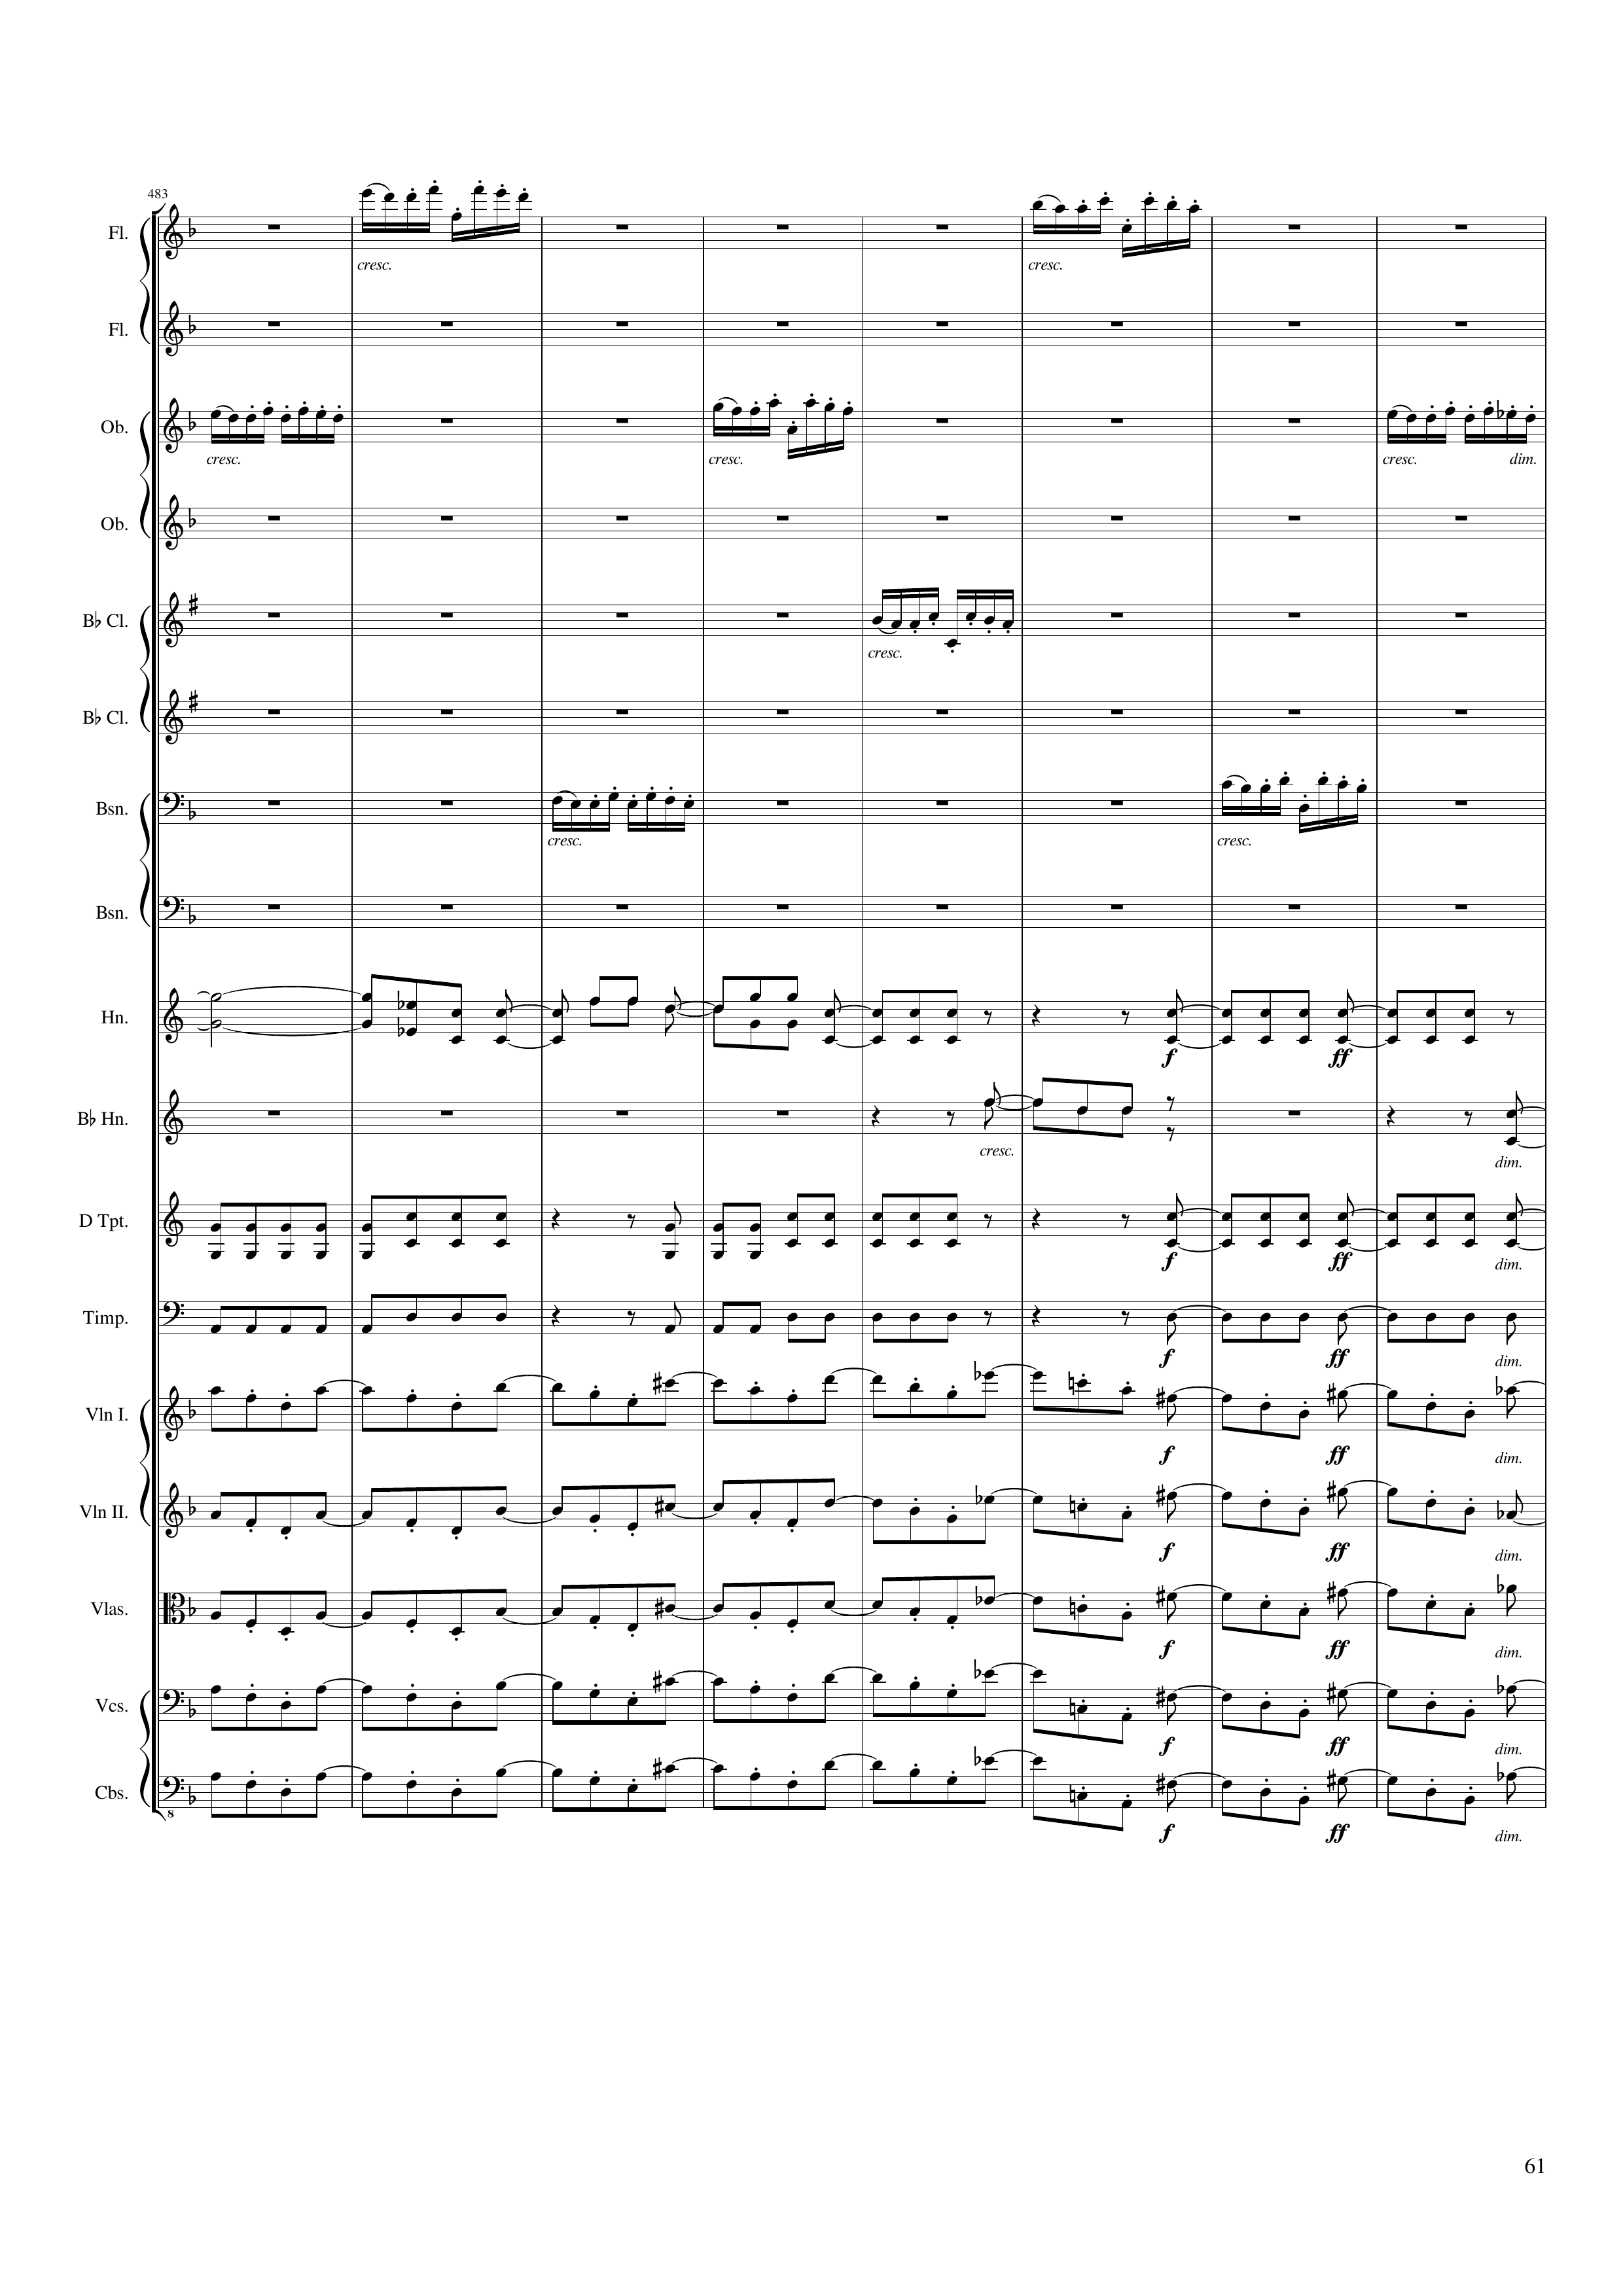 483
Fl.
cresc. cresc.
Fl.
Ob.
cresc. cresc. cresc. dim.
Ob.
B♭ Cl.
cresc.
B♭ Cl.
Bsn.
cresc. cresc.
Bsn.
Hn.
f ff
B♭ Hn.
cresc. dim.
D Tpt.
f ff dim.
Timp.
f ff dim.
Vln I.
f ff dim.
Vln II.
f ff dim.
Vlas.
f ff dim.
Vcs.
f ff dim.
Cbs.
8
f ff dim.
61